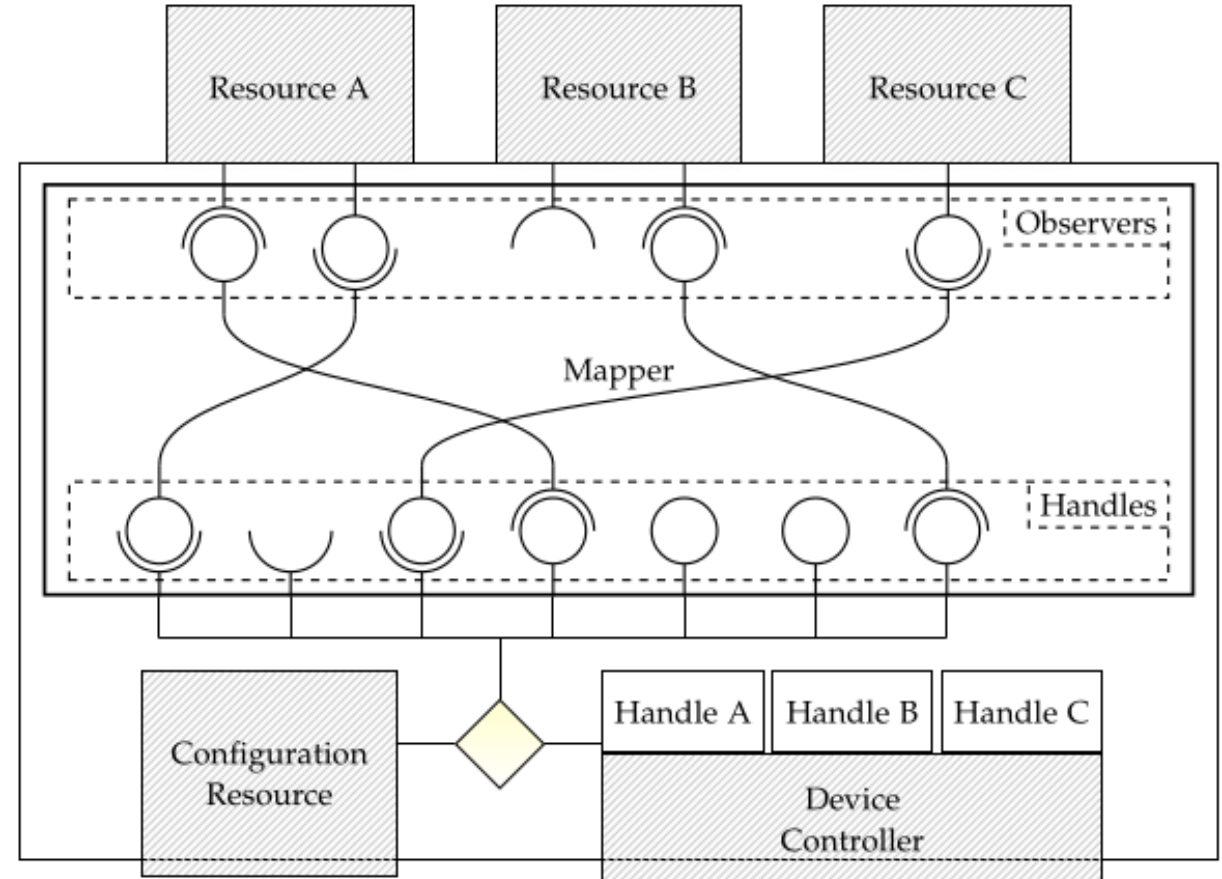 Resource A
Resource B
Resource C
Observers
Mapper
Handles
Handle A
Handle B
Handle C
Configuration
Resource
Device
Controller